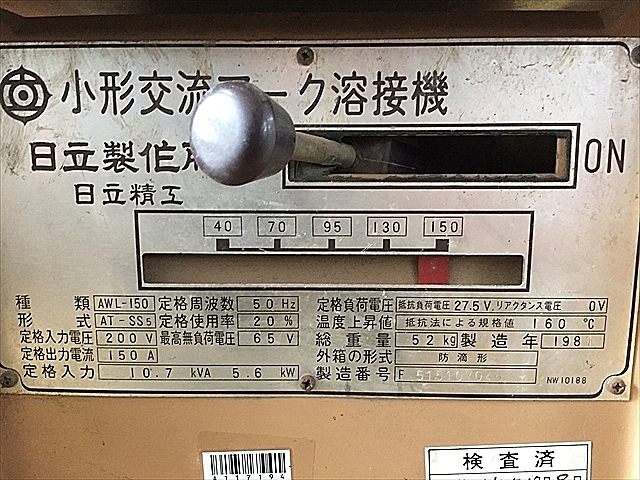 小形交流アーク溶接機
日立製作所
ON
日立精工
40 70 95 130 150
種類 AWL-150 定格周波数 50 Hz
形式 AT-SS5 定格使用率 20 %
定格入力電圧 200 V 最高無負荷電圧 65 V
定格出力電流 150 A
定格入力 10.7 kVA 5.6 kW
定格負荷電圧 抵抗負荷電圧 27.5 V, リアクタンス電圧 0V
温度上昇値 抵抗法による規格値 160 ℃
総重量 52 kg 製造年 198
外箱の形式 防滴形
製造番号 F
NW10188
A117194
検査済